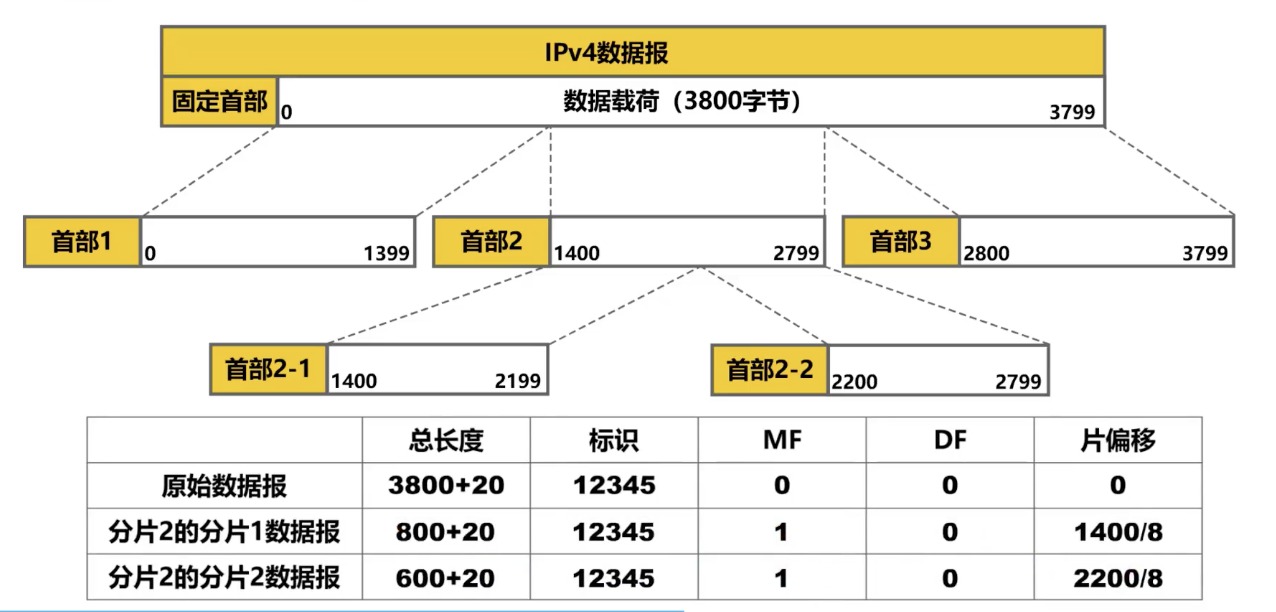 IPv4数据报
固定首部 0 数据载荷（3800字节） 3799
首部1 0 1399 首部2 1400 2799 首部3 2800 3799
首部2-1 1400 2199 首部2-2 2200 2799
总长度 标识 MF DF 片偏移
原始数据报 3800+20 12345 0 0 0
分片2的分片1数据报 800+20 12345 1 0 1400/8
分片2的分片2数据报 600+20 12345 1 0 2200/8